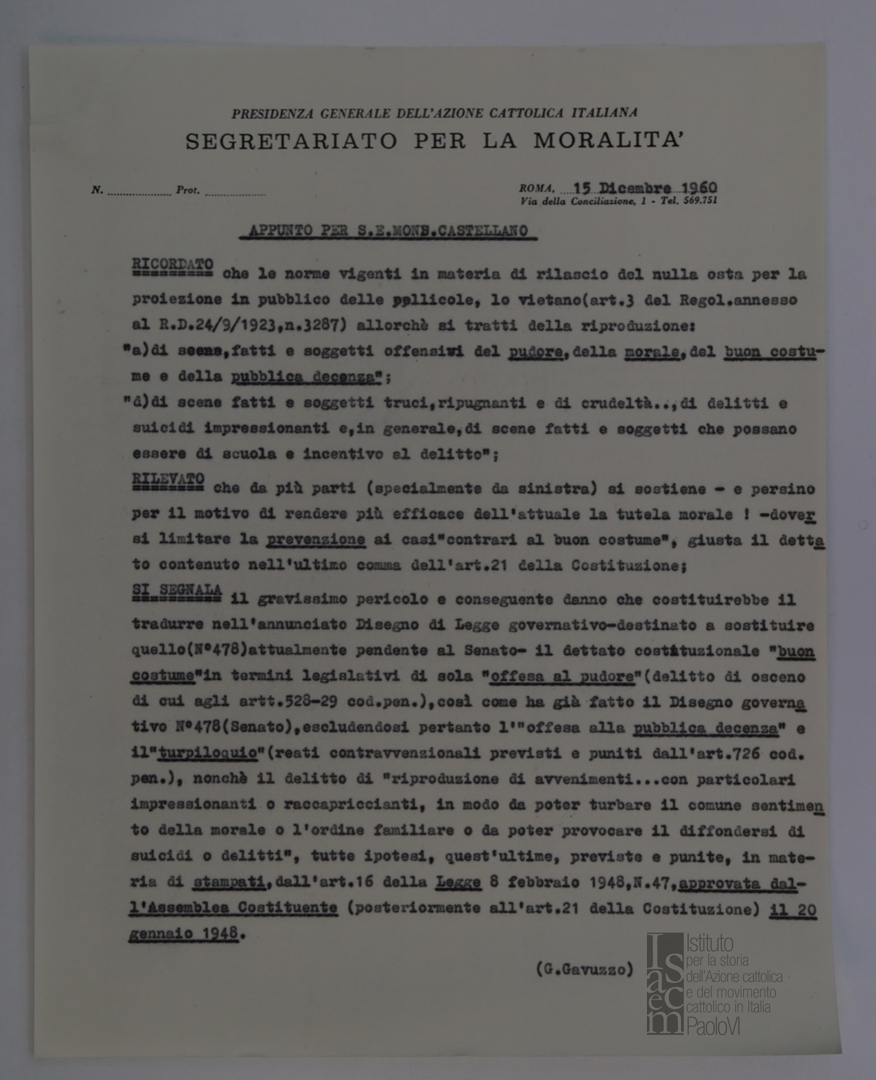 PRESIDENZA GENERALE DELL'AZIONE CATTOLICA ITALIANA
SEGRETARIATO PER LA MORALITA'
N. .................. Prot. ..................
ROMA, 15 Dicembre 1960
Via della Conciliazione, 1 - Tel. 569.751
APPUNTO PER S.E.MONS.CASTELLANO
RICORDATO che le norme vigenti in materia di rilascio del nulla osta per la
proiezione in pubblico delle pellicole, lo vietano(art.3 del Regol.annesso
al R.D.24/9/1923,n.3287) allorchè si tratti della riproduzione:
"a)di scene,fatti e soggetti offensivi del pudore,della morale,del buon costu-
me e della pubblica decenza";
"d)di scene fatti e soggetti truci,ripugnanti e di crudeltà..,di delitti e
suicidi impressionanti e,in generale,di scene fatti e soggetti che possano
essere di scuola e incentivo al delitto";
RILEVATO che da più parti (specialmente da sinistra) si sostiene - e persino
per il motivo di rendere più efficace dell'attuale la tutela morale ! -dover
si limitare la prevenzione ai casi"contrari al buon costume", giusta il detta
to contenuto nell'ultimo comma dell'art.21 della Costituzione;
SI SEGNALA il gravissimo pericolo e conseguente danno che costituirebbe il
tradurre nell'annunciato Disegno di Legge governativo-destinato a sostituire
quello(N°478)attualmente pendente al Senato- il dettato costituzionale "buon
costume"in termini legislativi di sola "offesa al pudore"(delitto di osceno
di cui agli artt.528-29 cod.pen.),così come ha già fatto il Disegno governa
tivo N°478(Senato),escludendosi pertanto l'"offesa alla pubblica decenza" e
il"turpiloquio"(reati contravvenzionali previsti e puniti dall'art.726 cod.
pen.), nonchè il delitto di "riproduzione di avvenimenti...con particolari
impressionanti o raccapriccianti, in modo da poter turbare il comune sentimen
to della morale o l'ordine familiare o da poter provocare il diffondersi di
suicidi o delitti", tutte ipotesi, quest'ultime, previste e punite, in mate-
ria di stampati,dall'art.16 della Legge 8 febbraio 1948,N.47,approvata dal-
l'Assemblea Costituente (posteriormente all'art.21 della Costituzione) il 20
gennaio 1948.
(G.Gavuzzo)
Isacem
Istituto
per la storia
dell'Azione cattolica
e del movimento
cattolico in Italia
PaoloVI